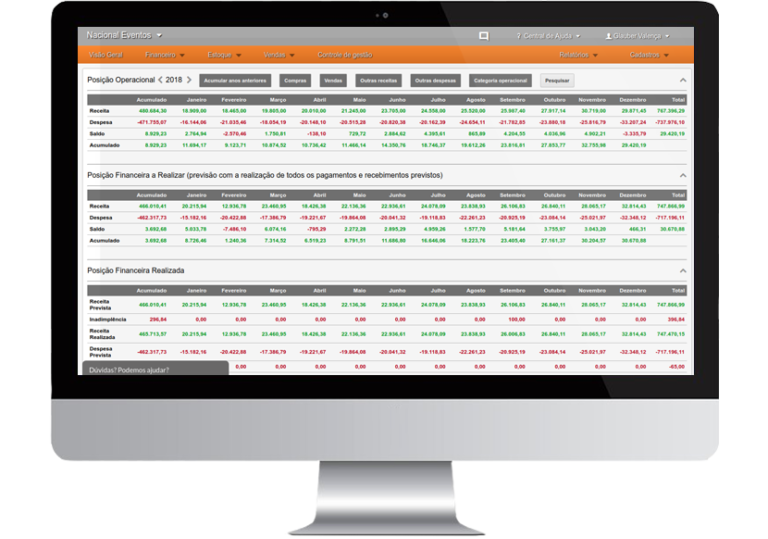 Nacional Eventos
? Central de Ajuda
Glauber Valença
Visão Geral Financeiro Estoque Vendas Controle de gestão Relatórios Cadastros
Posição Operacional 2018 Acumular anos anteriores Compras Vendas Outras receitas Outras despesas Categoria operacional Pesquisar
Acumulado Janeiro Fevereiro Março Abril Maio Junho Julho Agosto Setembro Outubro Novembro Dezembro Total
Receita 18.909,00 18.465,00 19.805,00 20.010,00 21.245,00 23.705,00 24.558,00 25.520,00 25.907,40 27.917,14 30.719,00 29.871,45 767.396,29
Despesa -471.755,07 -16.144,06 -21.035,46 -18.054,19 -20.148,10 -20.515,28 -20.820,38 -20.162,39 -24.654,11 -21.702,85 -23.880,18 -25.816,79 -33.207,24 -737.976,10
Saldo 8.929,23 2.764,94 -2.570,46 1.750,81 -138,10 729,72 2.884,62 4.395,61 865,89 4.204,55 4.036,96 4.902,21 -3.335,79 29.420,19
Acumulado 8.929,23 11.694,17 9.123,71 10.874,52 10.736,42 11.466,14 14.350,76 18.746,37 19.612,26 23.816,81 27.853,77 32.755,98 29.420,19
Posição Financeira a Realizar (previsão com a realização de todos os pagamentos e recebimentos previstos)
Acumulado Janeiro Fevereiro Março Abril Maio Junho Julho Agosto Setembro Outubro Novembro Dezembro Total
Receita 466.010,41 20.215,94 12.936,78 23.460,95 18.426,38 22.136,36 22.936,61 24.078,09 23.838,93 26.106,83 26.840,11 28.065,17 32.814,43 747.866,99
Despesa -462.317,73 -15.182,16 -20.422,88 -17.386,79 -19.221,67 -19.864,08 -20.041,32 -19.118,83 -22.261,23 -20.925,19 -23.084,14 -25.021,97 -32.348,12 -717.196,11
Saldo 3.692,68 5.033,78 -7.486,10 6.074,16 -795,29 2.272,28 2.895,29 4.959,26 1.577,70 5.181,64 3.755,97 3.043,20 466,31 30.670,88
Acumulado 3.692,68 8.726,46 1.240,36 7.314,52 6.519,23 8.791,51 11.686,80 16.646,06 18.223,76 23.405,40 27.161,37 30.204,57 30.670,88
Posição Financeira Realizada
Acumulado Janeiro Fevereiro Março Abril Maio Junho Julho Agosto Setembro Outubro Novembro Dezembro Total
Receita
Prevista 466.010,41 20.215,94 12.936,78 23.460,95 18.426,38 22.136,36 22.936,61 24.078,09 23.838,93 26.106,83 26.840,11 28.065,17 32.814,43 747.866,99
Inadimplência 296,84 0,00 0,00 0,00 0,00 0,00 0,00 0,00 0,00 100,00 0,00 0,00 0,00 396,84
Receita
Realizada 465.713,57 20.215,94 12.936,78 23.460,95 18.426,38 22.136,36 22.936,61 24.078,09 23.838,93 26.006,83 26.840,11 28.065,17 32.814,43 747.470,15
Despesa
Prevista -462.317,73 -15.182,16 -20.422,88 -17.386,79 -19.221,67 -19.864,08 -20.041,32 -19.118,83 -22.261,23 -20.925,19 -23.084,14 -25.021,97 -32.348,12 -717.196,11
Dúvidas? Podemos ajudar? 0,00 0,00 0,00 0,00 0,00 0,00 0,00 0,00 0,00 0,00 0,00 -65,00